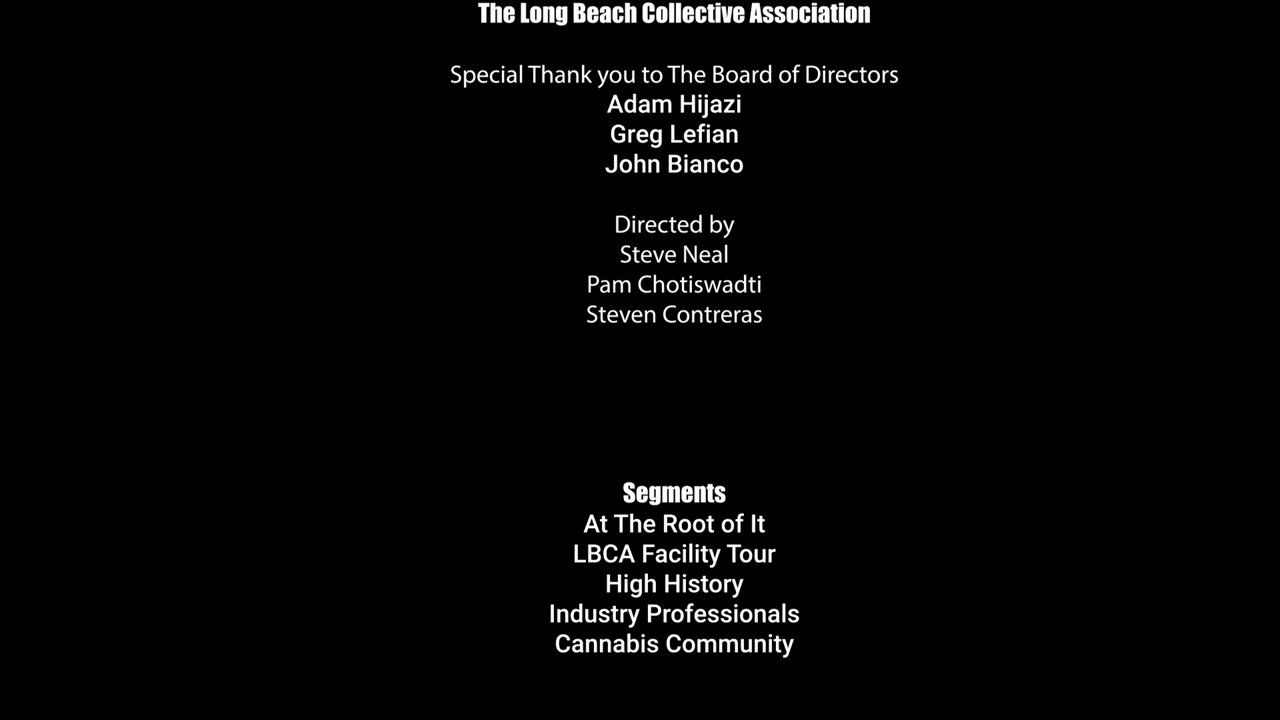 The Long Beach Collective Association
Special Thank you to The Board of Directors
Adam Hijazi
Greg Lefian
John Bianco
Directed by
Steve Neal
Pam Chotiswadti
Steven Contreras
Segments
At The Root of It
LBCA Facility Tour
High History
Industry Professionals
Cannabis Community